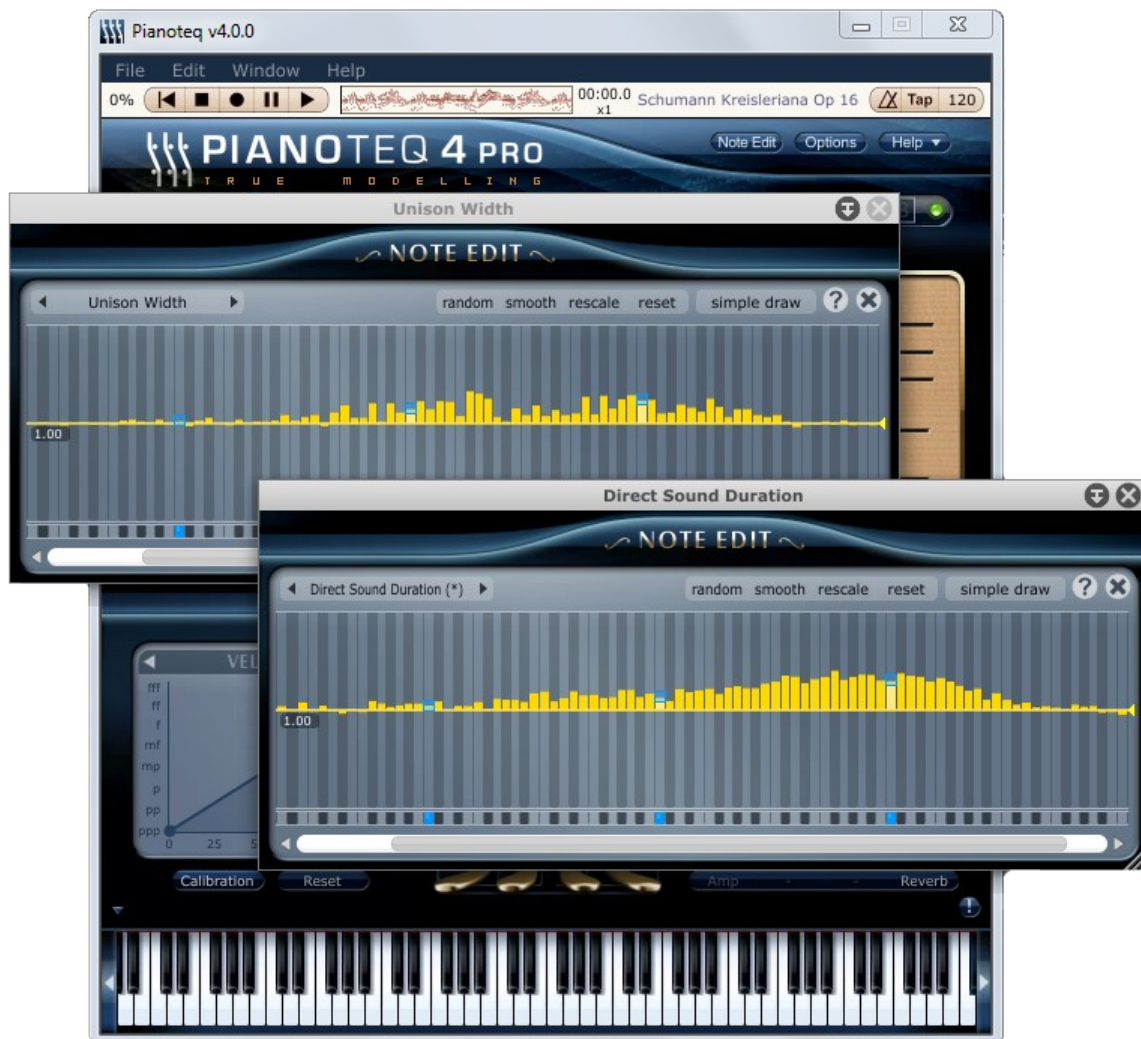 Pianoteq v4.0.0
File Edit Window Help
0% 00:00.0 Schumann Kreisleriana Op 16 Tap 120
x1
PIANOTEQ 4 PRO
TRUE MODELLING
Note Edit Options Help
Unison Width
NOTE EDIT
Unison Width random smooth rescale reset simple draw ?
1.00
Direct Sound Duration
NOTE EDIT
Direct Sound Duration (*) random smooth rescale reset simple draw ?
1.00
VEL
fff
ff
f
mf
mp
p
pp
ppp
0 25 5
Calibration Reset Amp - - Reverb
!